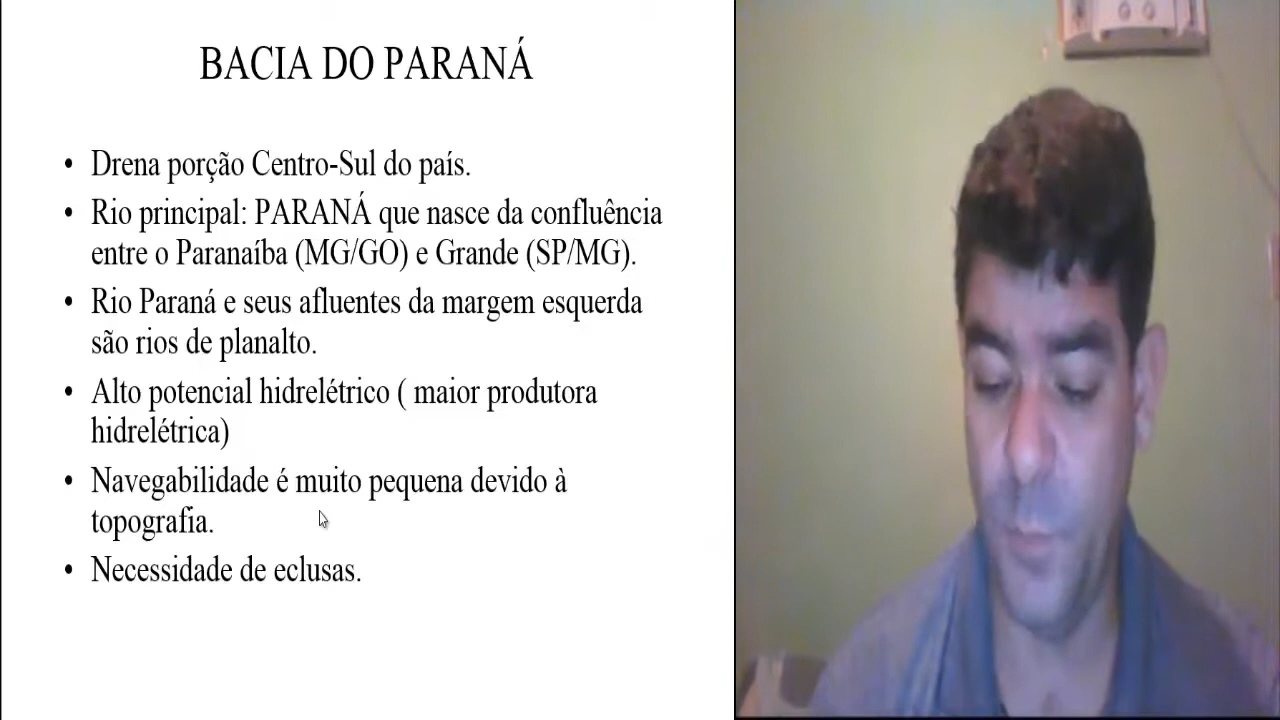 BACIA DO PARANÁ
• Drena porção Centro-Sul do país.
• Rio principal: PARANÁ que nasce da confluência
entre o Paranaíba (MG/GO) e Grande (SP/MG).
• Rio Paraná e seus afluentes da margem esquerda
são rios de planalto.
• Alto potencial hidrelétrico ( maior produtora
hidrelétrica)
• Navegabilidade é muito pequena devido à
topografia.
• Necessidade de eclusas.